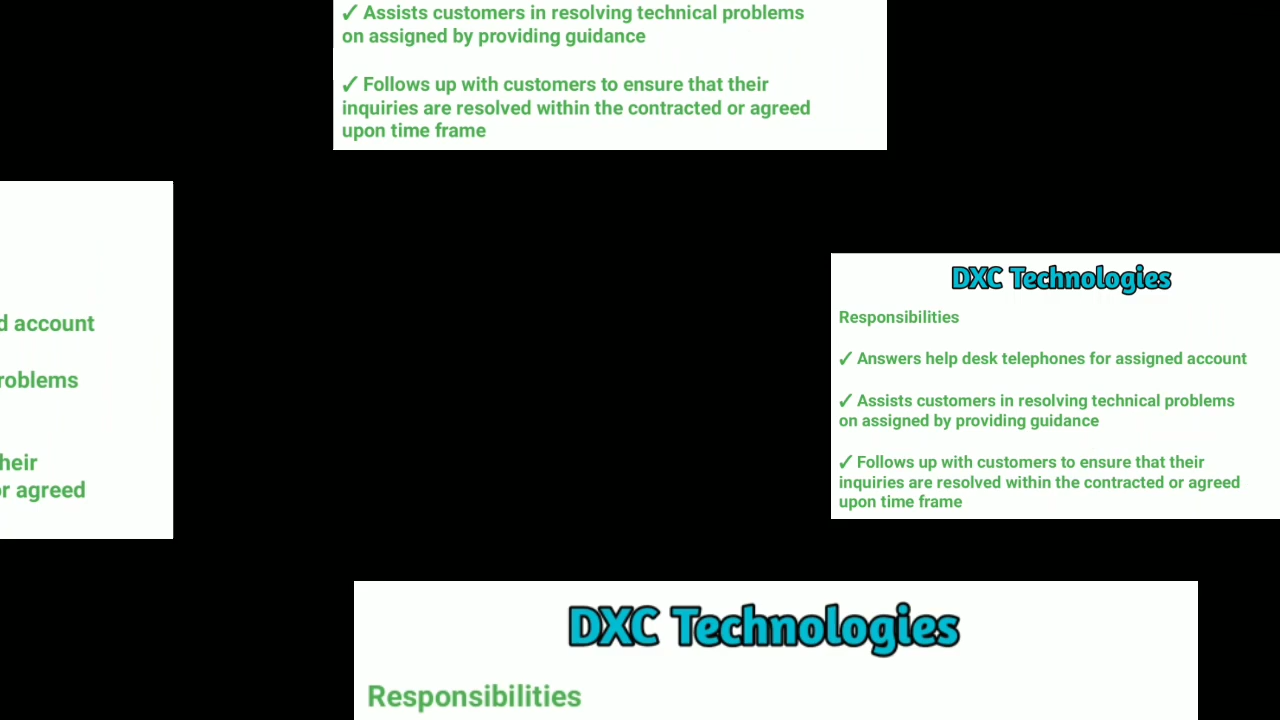 ✓ Assists customers in resolving technical problems
on assigned by providing guidance
✓ Follows up with customers to ensure that their
inquiries are resolved within the contracted or agreed
upon time frame
d account
roblems
heir
or agreed
DXC Technologies
Responsibilities
✓ Answers help desk telephones for assigned account
✓ Assists customers in resolving technical problems
on assigned by providing guidance
✓ Follows up with customers to ensure that their
inquiries are resolved within the contracted or agreed
upon time frame
DXC Technologies
Responsibilities